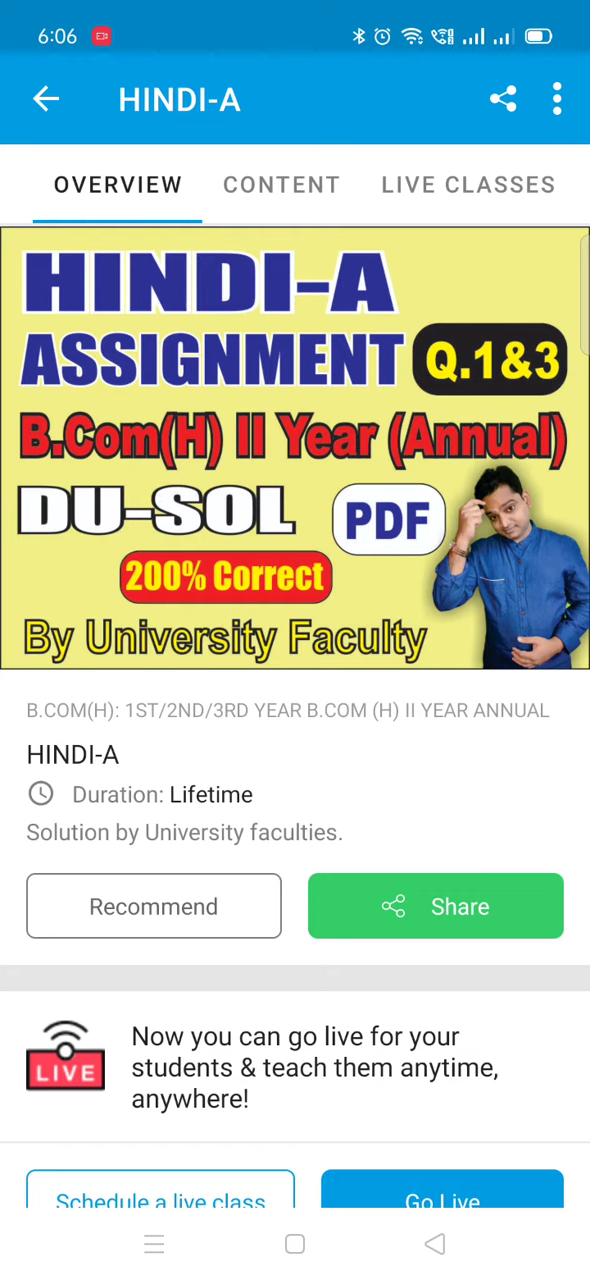 6:06
HINDI-A
OVERVIEW CONTENT LIVE CLASSES
HINDI-A
ASSIGNMENT Q.1&3
B.Com(H) II Year (Annual)
DU-SOL PDF
200% Correct
By University Faculty
B.COM(H): 1ST/2ND/3RD YEAR B.COM (H) II YEAR ANNUAL
HINDI-A
Duration: Lifetime
Solution by University faculties.
Recommend Share
Now you can go live for your
LIVE students & teach them anytime,
anywhere!
Schedule a live class Go Live